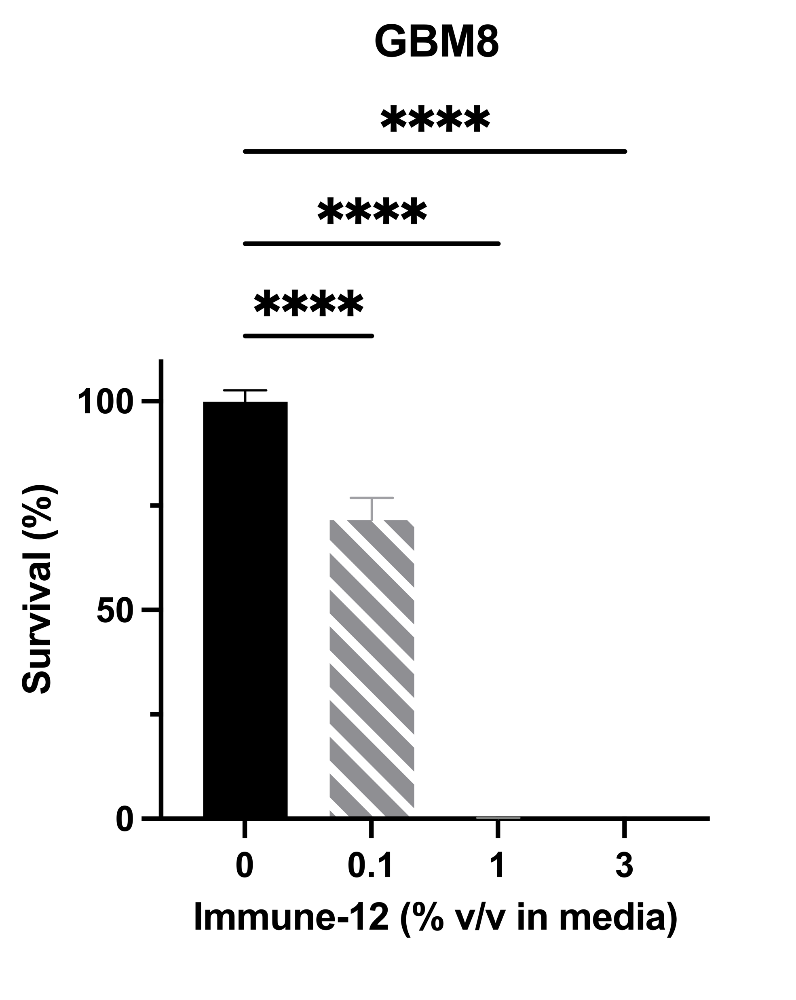 GBM8
****
****
****
100
50
0
Survival (%)
0 0.1 1 3
Immune-12 (% v/v in media)